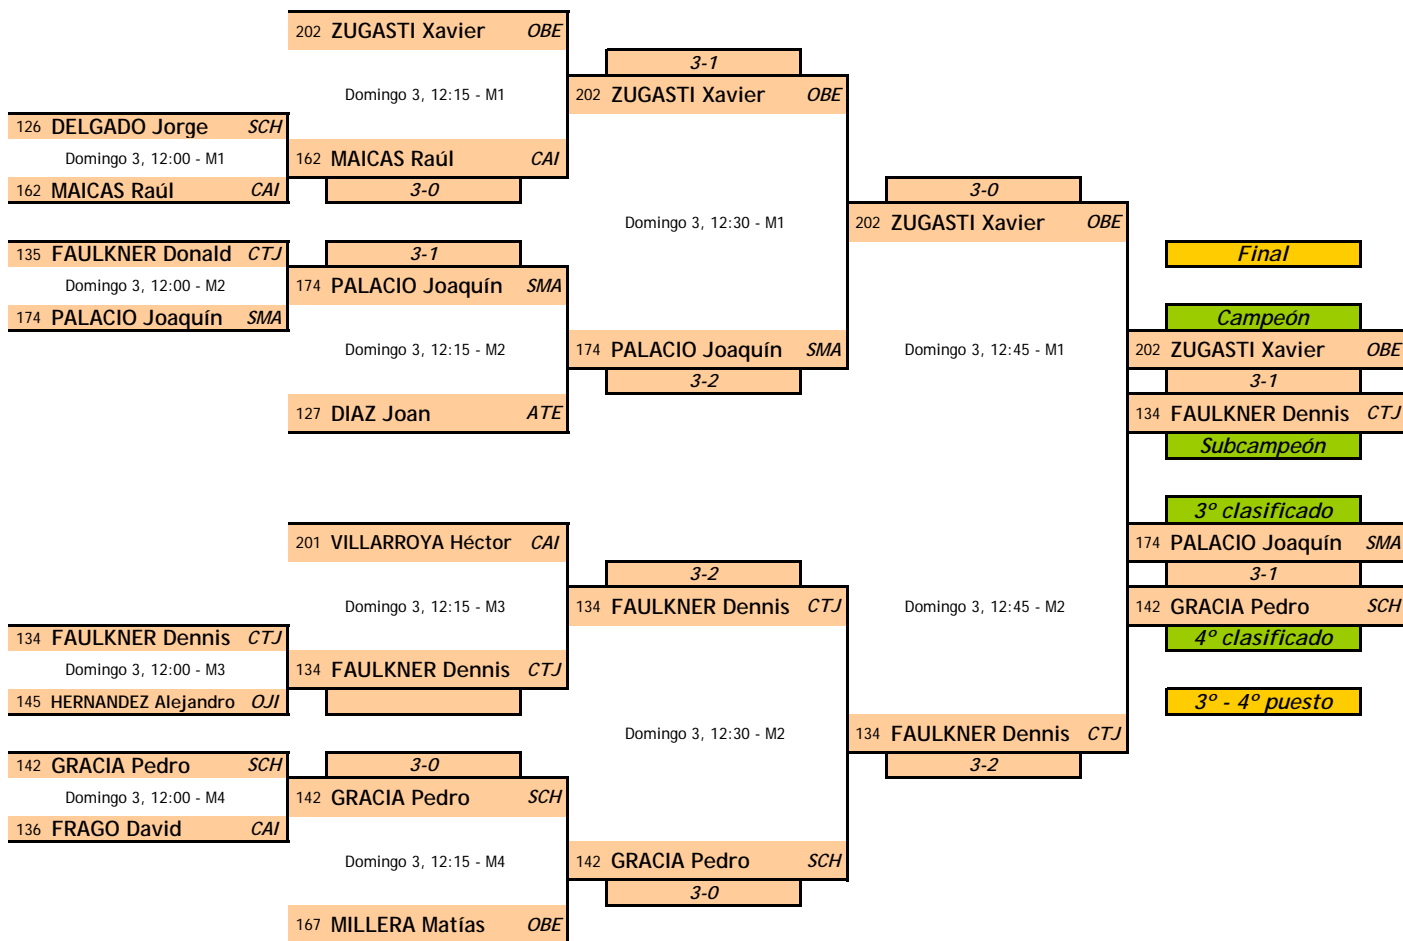 202 ZUGASTI Xavier OBE
Domingo 3, 12:15 - M1
126 DELGADO Jorge SCH
Domingo 3, 12:00 - M1
162 MAICAS Raúl CAI
162 MAICAS Raúl CAI
3-0
135 FAULKNER Donald CTJ
Domingo 3, 12:00 - M2
174 PALACIO Joaquín SMA
3-1
174 PALACIO Joaquín SMA
Domingo 3, 12:15 - M2
127 DIAZ Joan ATE
3-1
202 ZUGASTI Xavier OBE
Domingo 3, 12:30 - M1
174 PALACIO Joaquín SMA
3-2
201 VILLARROYA Héctor CAI
Domingo 3, 12:15 - M3
134 FAULKNER Dennis CTJ
Domingo 3, 12:00 - M3
145 HERNANDEZ Alejandro OJI
134 FAULKNER Dennis CTJ
142 GRACIA Pedro SCH
Domingo 3, 12:00 - M4
136 FRAGO David CAI
3-0
142 GRACIA Pedro SCH
Domingo 3, 12:15 - M4
167 MILLERA Matías OBE
3-2
134 FAULKNER Dennis CTJ
Domingo 3, 12:30 - M2
142 GRACIA Pedro SCH
3-0
3-0
202 ZUGASTI Xavier OBE
Domingo 3, 12:45 - M1
Domingo 3, 12:45 - M2
134 FAULKNER Dennis CTJ
3-2
Final
Campeón
202 ZUGASTI Xavier OBE
3-1
134 FAULKNER Dennis CTJ
Subcampeón
3º clasificado
174 PALACIO Joaquín SMA
3-1
142 GRACIA Pedro SCH
4º clasificado
3º - 4º puesto